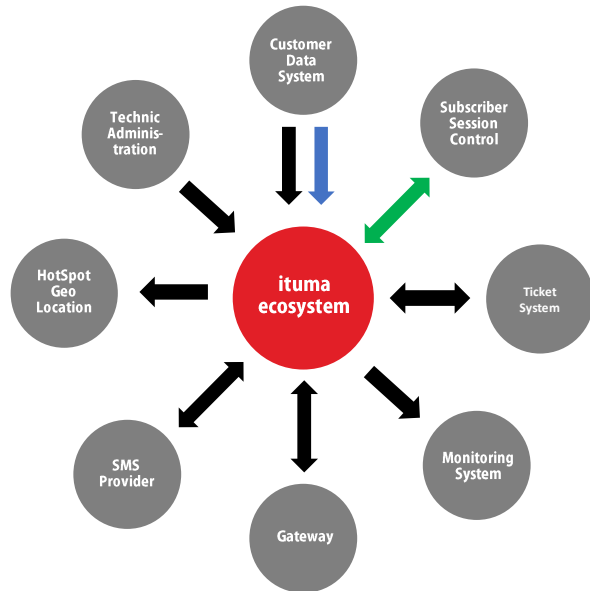 Customer
Data
System
Subscriber
Session
Control
Technic
Adminis-
tration
HotSpot
Geo
Location
ituma
ecosystem
Ticket
System
SMS
Provider
Monitoring
System
Gateway